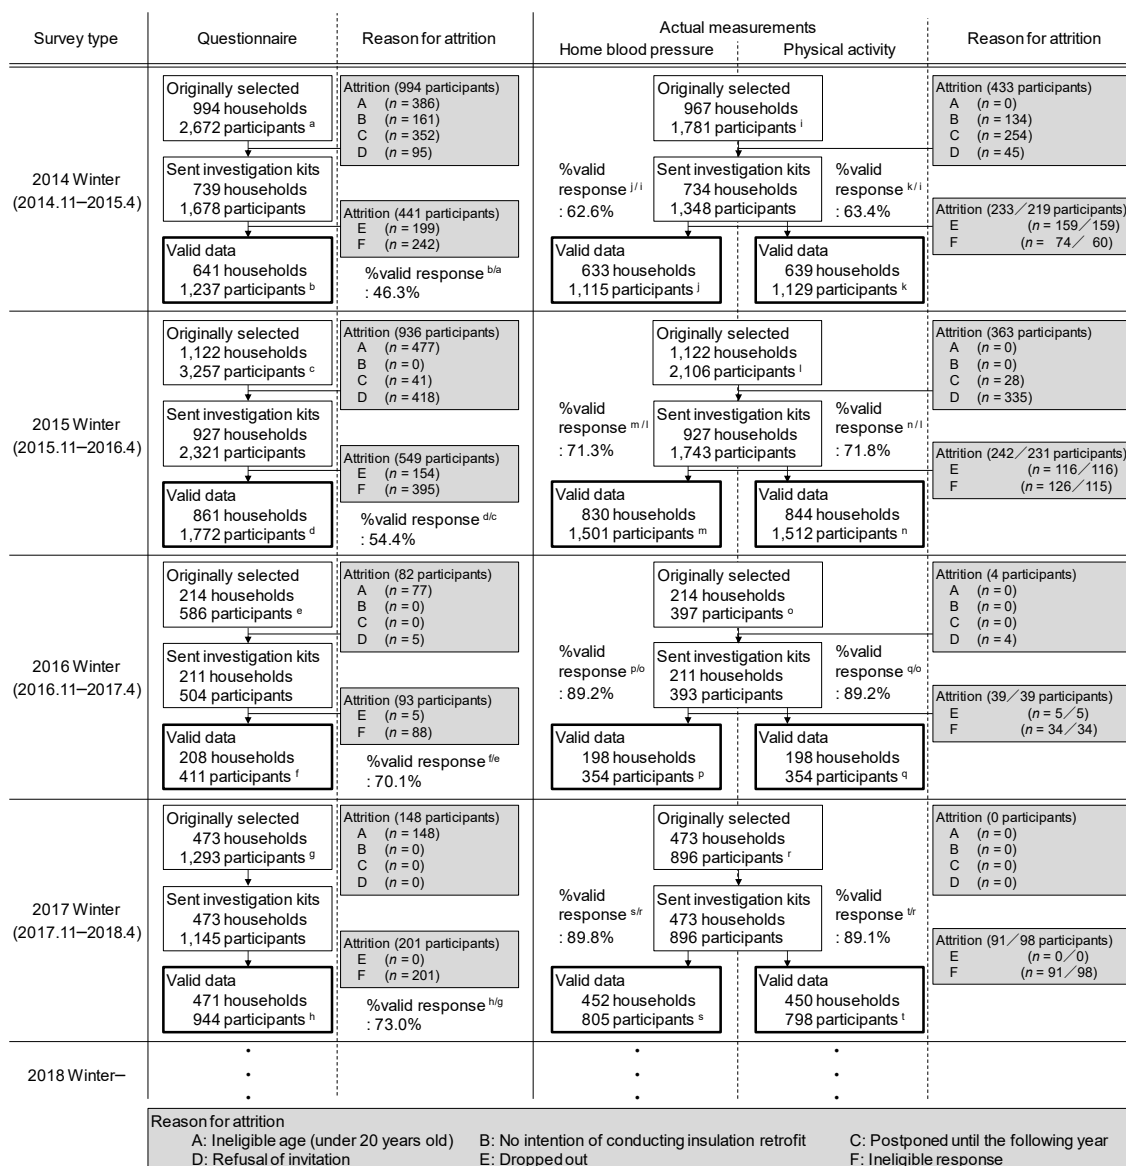 Survey type
Questionnaire
Reason for attrition
Actual measurements
Home blood pressure
Physical activity
Reason for attrition
2014 Winter
(2014.11–2015.4)
Originally selected
994 households
2,672 participants a
Attrition (994 participants)
A (n = 386)
B (n = 161)
C (n = 352)
D (n = 95)
Sent investigation kits
739 households
1,678 participants
Attrition (441 participants)
E (n = 199)
F (n = 242)
Valid data
641 households
1,237 participants b
%valid response b/a
: 46.3%
Originally selected
967 households
1,781 participants i
Attrition (433 participants)
A (n = 0)
B (n = 134)
C (n = 254)
D (n = 45)
%valid
response j / i
: 62.6%
Sent investigation kits
734 households
1,348 participants
%valid
response k / i
: 63.4%
Attrition (233/219 participants)
E (n = 159/159)
F (n = 74/ 60)
Valid data
633 households
1,115 participants j
Valid data
639 households
1,129 participants k
2015 Winter
(2015.11–2016.4)
Originally selected
1,122 households
3,257 participants c
Attrition (936 participants)
A (n = 477)
B (n = 0)
C (n = 41)
D (n = 418)
Sent investigation kits
927 households
2,321 participants
Attrition (549 participants)
E (n = 154)
F (n = 395)
Valid data
861 households
1,772 participants d
%valid response d/c
: 54.4%
Originally selected
1,122 households
2,106 participants l
Attrition (363 participants)
A (n = 0)
B (n = 0)
C (n = 28)
D (n = 335)
%valid
response m / l
: 71.3%
Sent investigation kits
927 households
1,743 participants
%valid
response n / l
: 71.8%
Attrition (242/231 participants)
E (n = 116/116)
F (n = 126/115)
Valid data
830 households
1,501 participants m
Valid data
844 households
1,512 participants n
2016 Winter
(2016.11–2017.4)
Originally selected
214 households
586 participants e
Attrition (82 participants)
A (n = 77)
B (n = 0)
C (n = 0)
D (n = 5)
Sent investigation kits
211 households
504 participants
Attrition (93 participants)
E (n = 5)
F (n = 88)
Valid data
208 households
411 participants f
%valid response f/e
: 70.1%
Originally selected
214 households
397 participants o
Attrition (4 participants)
A (n = 0)
B (n = 0)
C (n = 0)
D (n = 4)
%valid
response p/o
: 89.2%
Sent investigation kits
211 households
393 participants
%valid
response q/o
: 89.2%
Attrition (39/39 participants)
E (n = 5/5)
F (n = 34/34)
Valid data
198 households
354 participants p
Valid data
198 households
354 participants q
2017 Winter
(2017.11–2018.4)
Originally selected
473 households
1,293 participants g
Attrition (148 participants)
A (n = 148)
B (n = 0)
C (n = 0)
D (n = 0)
Sent investigation kits
473 households
1,145 participants
Attrition (201 participants)
E (n = 0)
F (n = 201)
Valid data
471 households
944 participants h
%valid response h/g
: 73.0%
Originally selected
473 households
896 participants r
Attrition (0 participants)
A (n = 0)
B (n = 0)
C (n = 0)
D (n = 0)
%valid
response s/r
: 89.8%
Sent investigation kits
473 households
896 participants
%valid
response t/r
: 89.1%
Attrition (91/98 participants)
E (n = 0/0)
F (n = 91/98)
Valid data
452 households
805 participants s
Valid data
450 households
798 participants t
2018 Winter–
Reason for attrition
A: Ineligible age (under 20 years old) B: No intention of conducting insulation retrofit C: Postponed until the following year
D: Refusal of invitation E: Dropped out F: Ineligible response